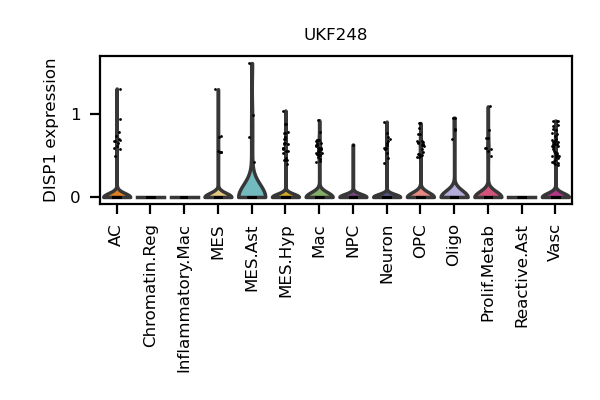 UKF248
DISP1 expression
1
0
AC
Chromatin.Reg
Inflammatory.Mac
MES
MES.Ast
MES.Hyp
Mac
NPC
Neuron
OPC
Oligo
Prolif.Metab
Reactive.Ast
Vasc